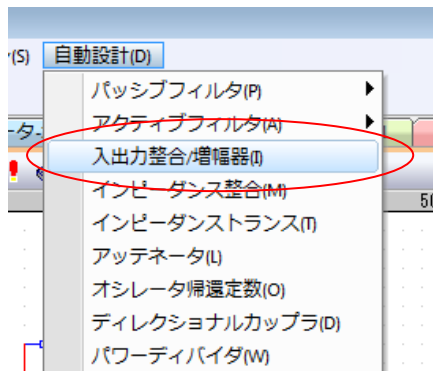 (S) 自動設計(D)
パッシブフィルタ(P)
アクティブフィルタ(A)
ータ-
入出力整合/増幅器(I)
インピーダンス整合(M)
50
インピーダンストランス(T)
アッテネータ(L)
オシレータ帰還定数(O)
ディレクショナルカップラ(D)
パワーディバイダ(W)